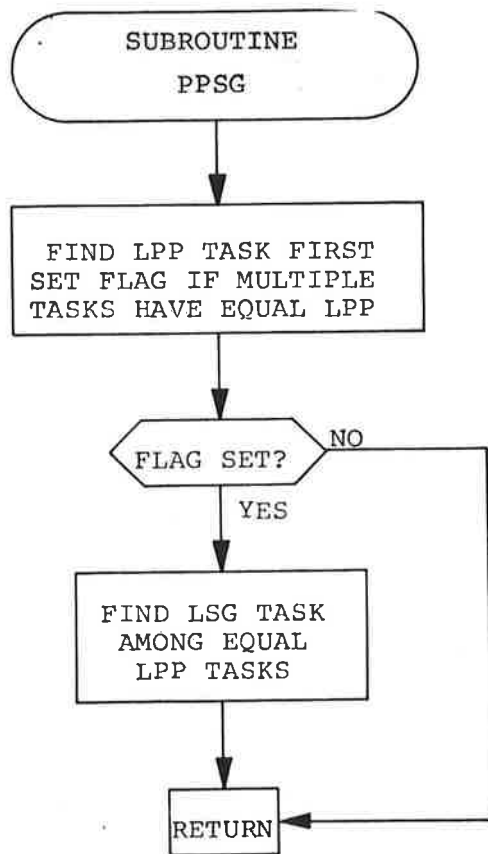 SUBROUTINE
PPSG
FIND LPP TASK FIRST
SET FLAG IF MULTIPLE
TASKS HAVE EQUAL LPP
FLAG SET?
NO
YES
FIND LSG TASK
AMONG EQUAL
LPP TASKS
RETURN